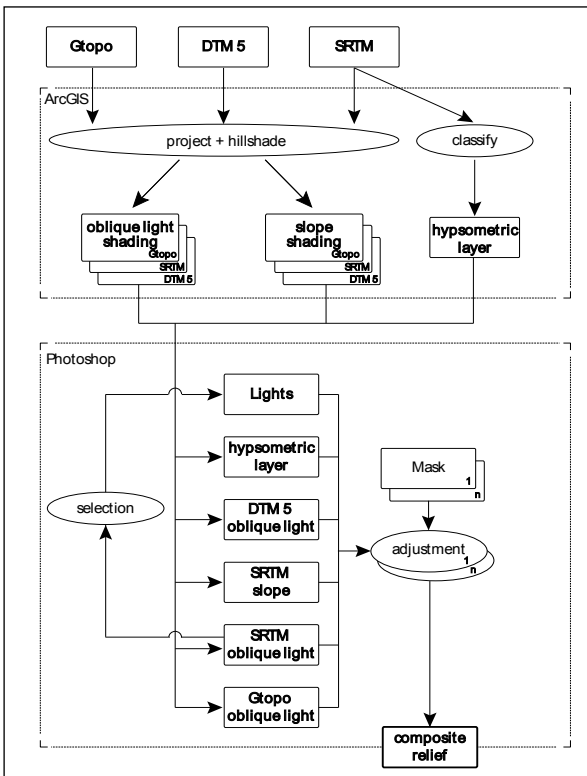 Gtopo
DTM 5
SRTM
ArcGIS
project + hillshade
classify
oblique light
shading
Gtopo
SRTM
DTM 5
slope
shading
Gtopo
SRTM
DTM 5
hypsometric
layer
Photoshop
Lights
hypsometric
layer
DTM 5
oblique light
SRTM
slope
SRTM
oblique light
Gtopo
oblique light
selection
Mask
1
n
adjustment
1
n
composite
relief